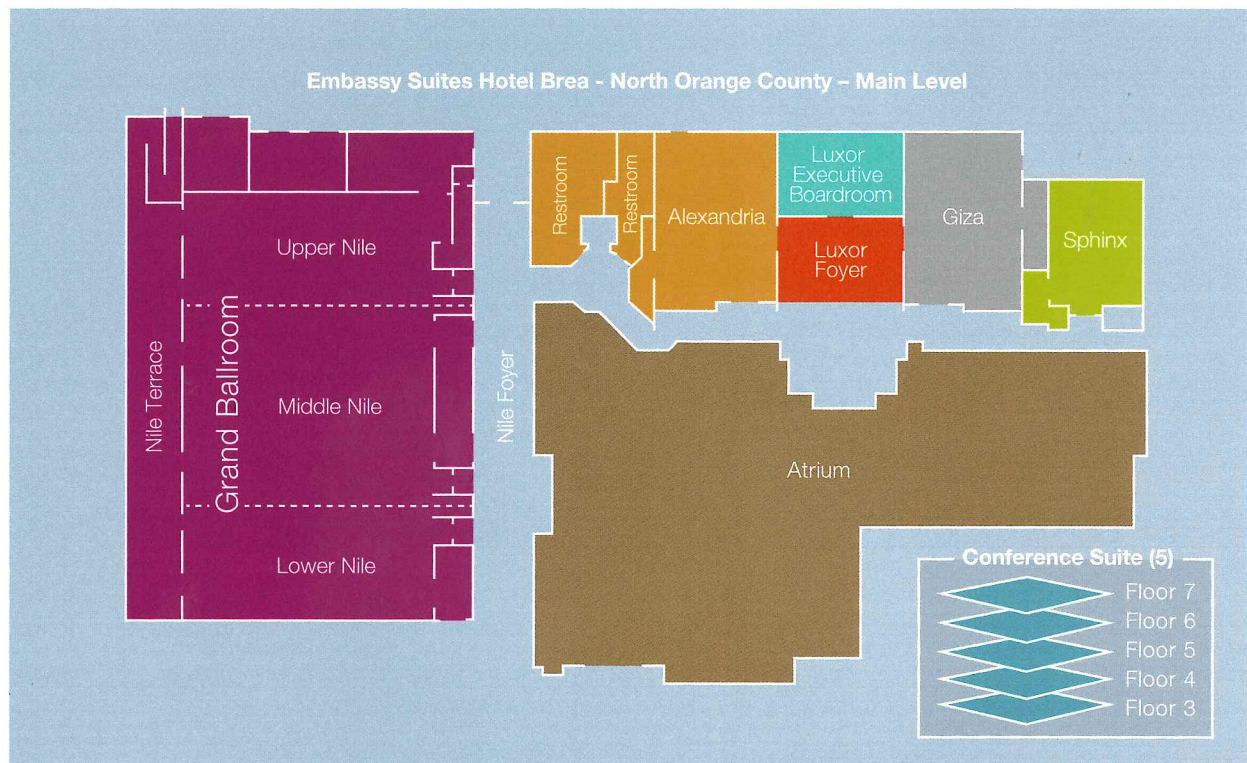 Embassy Suites Hotel Brea - North Orange County – Main Level
Nile Terrace
Grand Ballroom
Upper Nile
Middle Nile
Lower Nile
Nile Foyer
Restroom
Restroom
Alexandria
Luxor
Executive
Boardroom
Luxor
Foyer
Giza
Sphinx
Atrium
Conference Suite (5)
Floor 7
Floor 6
Floor 5
Floor 4
Floor 3